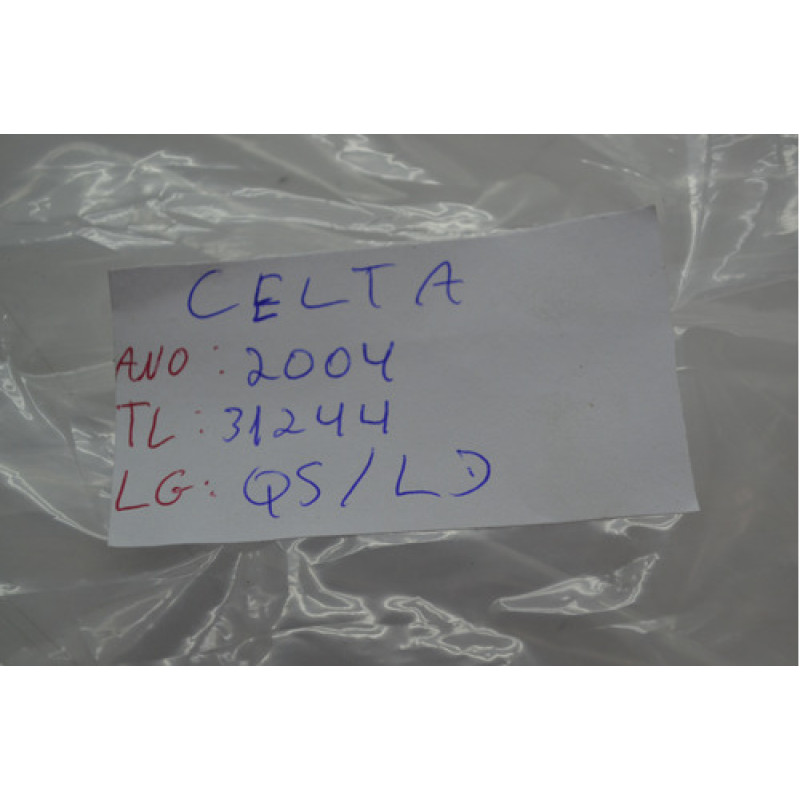 CELTA
ANO: 2004
TL: 31244
LG: QS/LD